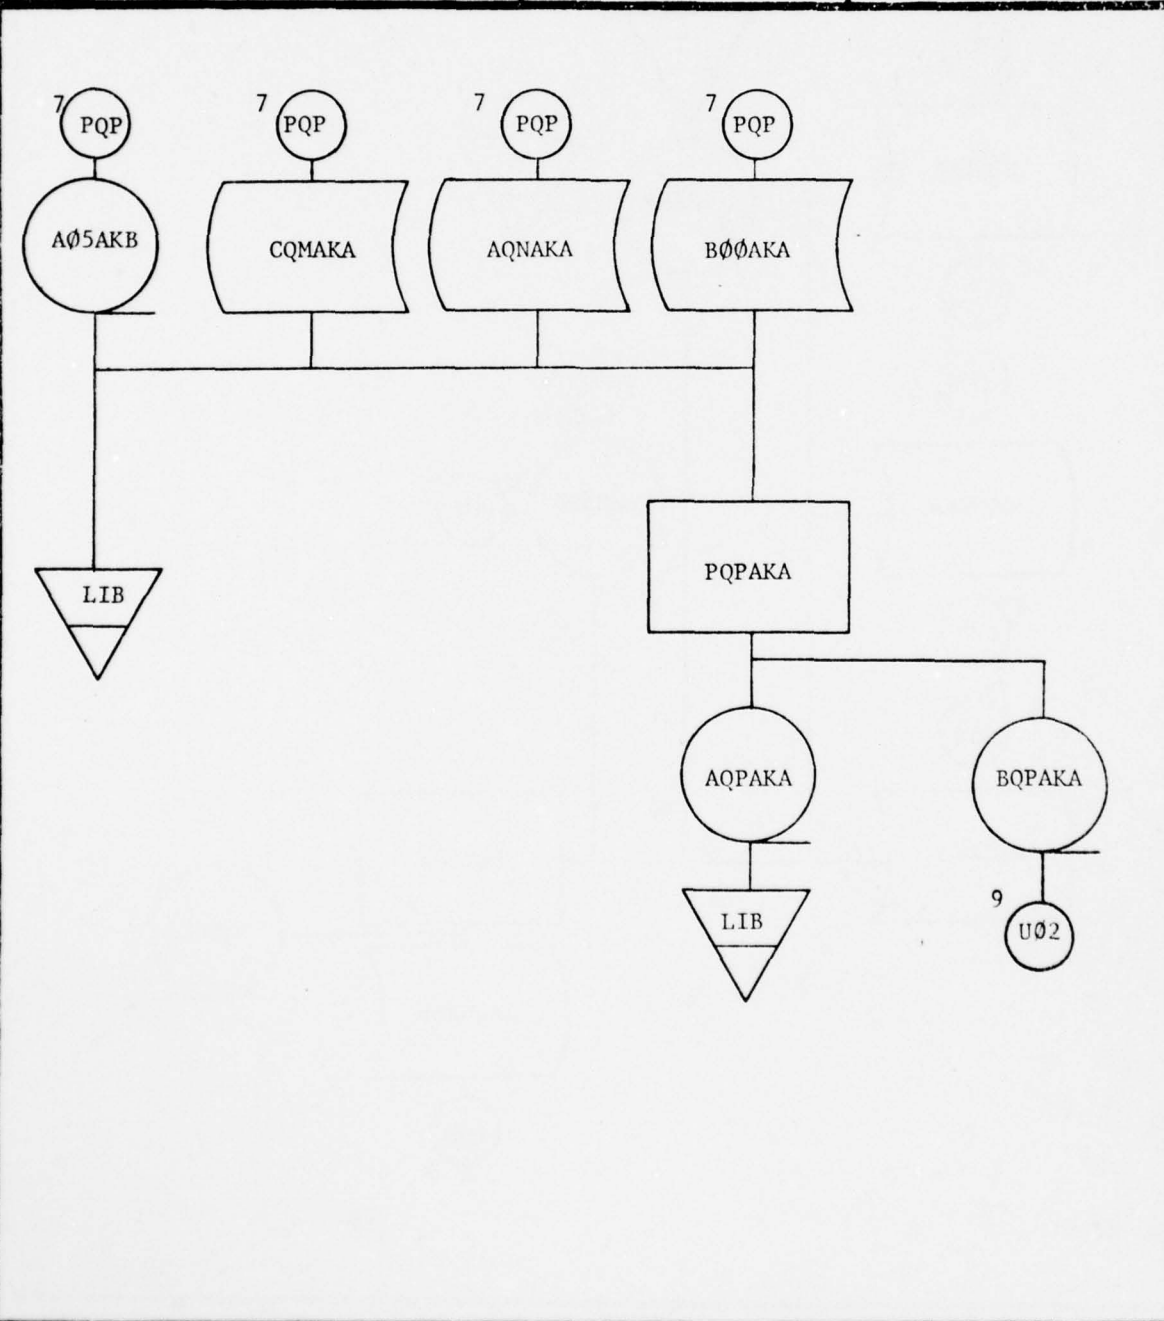 7 PQP 7 PQP 7 PQP 7 PQP
AØ5AKB CQMAKA AQNAKA BØØAKA
LIB PQPAKA
AQPAKA BQPAKA
9
LIB UØ2